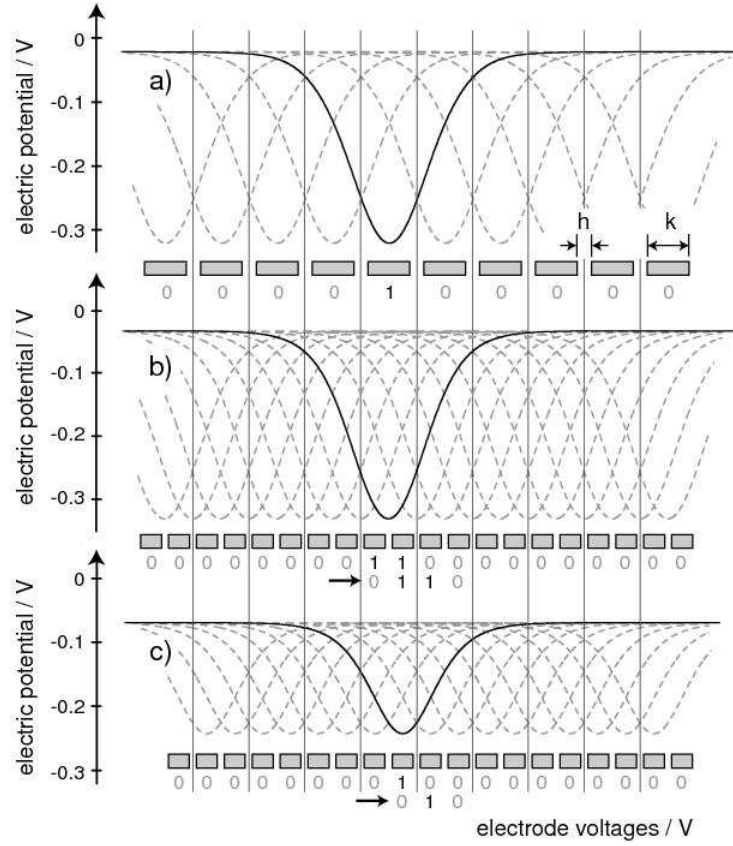 electric potential / V
0
-0.1
-0.2
-0.3
a)
h
k
0 0 0 0 1 0 0 0 0 0
electric potential / V
0
-0.1
-0.2
-0.3
b)
0 0 0 0 0 0 0 0 1 1 0 0 0 0 0 0 0 0 0 0
0 1 1 0
electric potential / V
0
-0.1
-0.2
-0.3
c)
0 0 0 0 0 0 0 0 1 0 0 0 0 0 0 0 0 0 0
0 1 0
electrode voltages / V